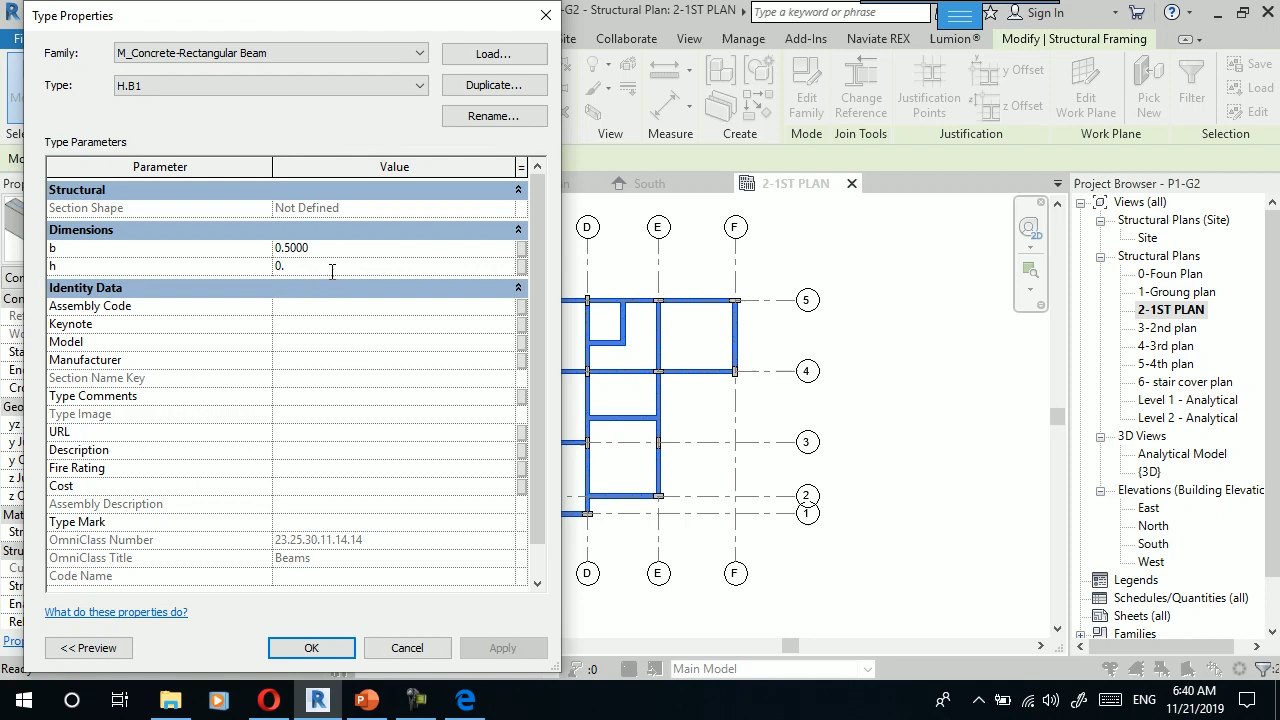 Type Properties
Family: M_Concrete-Rectangular Beam Load...
Type: H.B1 Duplicate...
Rename...
Type Parameters
Parameter Value =
Structural
Section Shape Not Defined
Dimensions
b 0.5000
h 0.
Identity Data
Assembly Code
Keynote
Model
Manufacturer
Section Name Key
Type Comments
Type Image
URL
Description
Fire Rating
Cost
Assembly Description
Type Mark
OmniClass Number 23.25.30.11.14.14
OmniClass Title Beams
Code Name
What do these properties do?
<< Preview OK Cancel Apply
- Structural Plan: 2-1ST PLAN Type a keyword or phrase Sign In
Collaborate View Manage Add-Ins Naviate REX Lumion® Modify | Structural Framing
View Measure Create
Edit Family
Mode
Change Reference
Join Tools
Justification Points
y Offset
z Offset
Justification
Edit Work Plane
Work Plane
Pick New
Filter
Save
Load
Edit
Selection
South 2-1ST PLAN
D E F
5
4
3
2
1
D E F
Project Browser - P1-G2
Views (all)
Structural Plans (Site)
Site
Structural Plans
0-Foun Plan
1-Groung plan
2-1ST PLAN
3-2nd plan
4-3rd plan
5-4th plan
6- stair cover plan
Level 1 - Analytical
Level 2 - Analytical
3D Views
Analytical Model
{3D}
Elevations (Building Elevatio
East
North
South
West
Legends
Schedules/Quantities (all)
Sheets (all)
Families
:0 Main Model
ENG
6:40 AM
11/21/2019